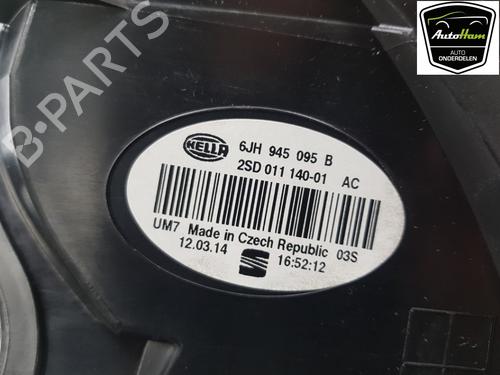 AutoHam
AUTO
ONDERDELEN
B-PARTS
HELLA
6JH 945 095 B
2SD 011 140-01 AC
UM7 Made in Czech Republic 03S
12.03.14 16:52:12